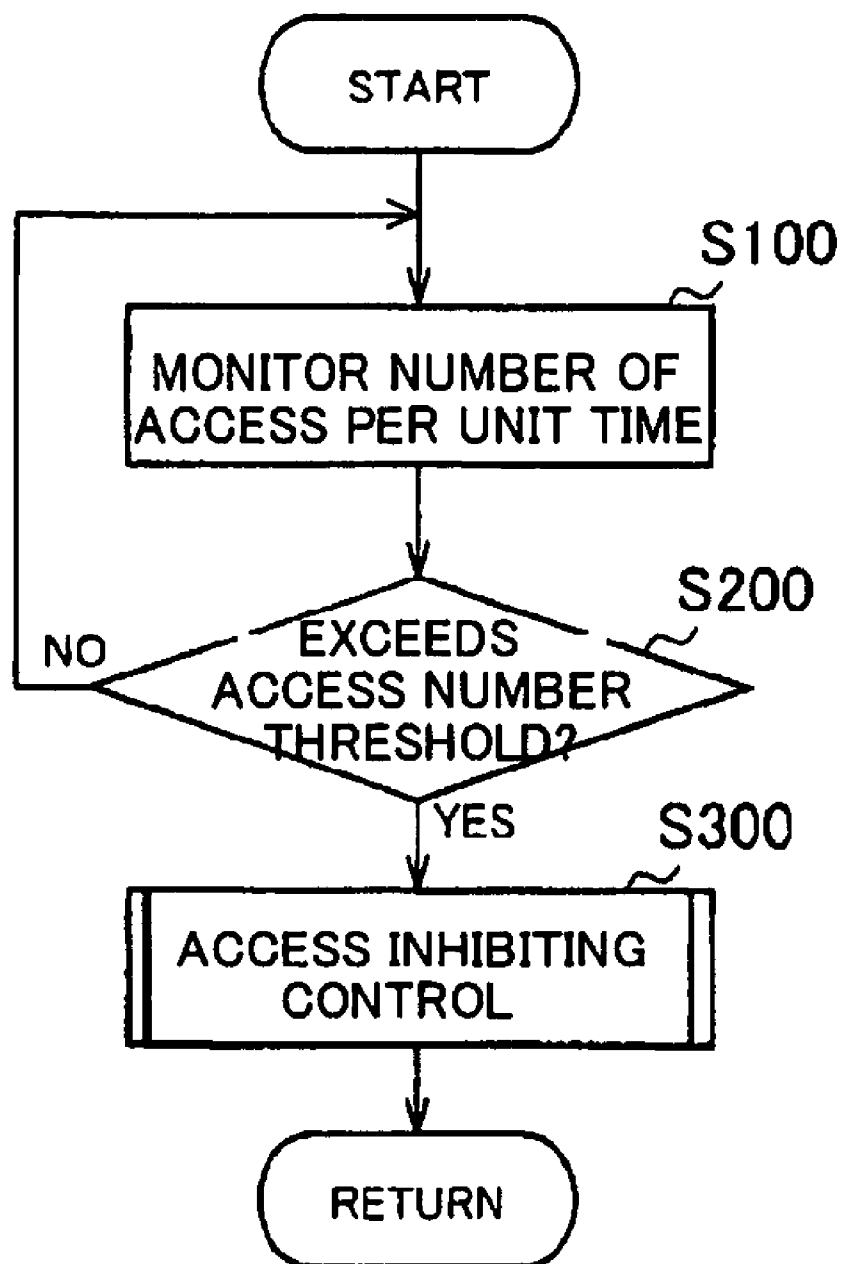 START
S100
MONITOR NUMBER OF
ACCESS PER UNIT TIME
S200
NO
EXCEEDS
ACCESS NUMBER
THRESHOLD?
YES
S300
ACCESS INHIBITING
CONTROL
RETURN